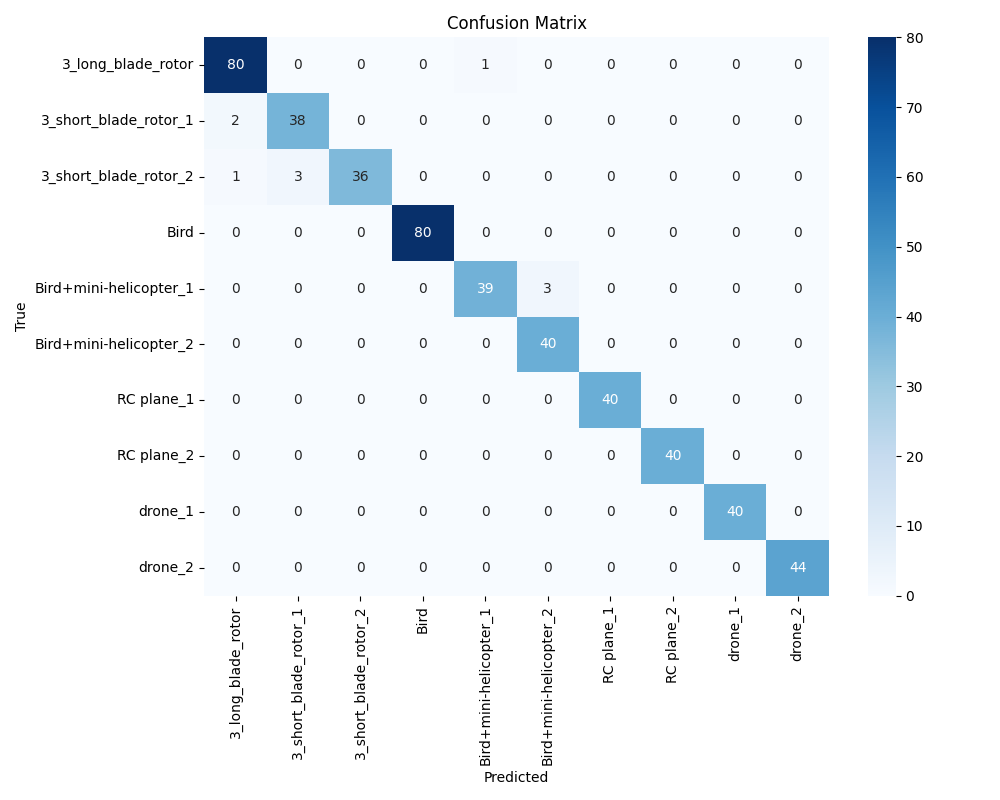 Confusion Matrix
True
3_long_blade_rotor 80 0 0 0 1 0 0 0 0 0
3_short_blade_rotor_1 2 38 0 0 0 0 0 0 0 0
3_short_blade_rotor_2 1 3 36 0 0 0 0 0 0 0
Bird 0 0 0 80 0 0 0 0 0 0
Bird+mini-helicopter_1 0 0 0 0 39 3 0 0 0 0
Bird+mini-helicopter_2 0 0 0 0 0 40 0 0 0 0
RC plane_1 0 0 0 0 0 0 40 0 0 0
RC plane_2 0 0 0 0 0 0 0 40 0 0
drone_1 0 0 0 0 0 0 0 0 40 0
drone_2 0 0 0 0 0 0 0 0 0 44
3_long_blade_rotor
3_short_blade_rotor_1
3_short_blade_rotor_2
Bird
Bird+mini-helicopter_1
Bird+mini-helicopter_2
RC plane_1
RC plane_2
drone_1
drone_2
Predicted
80
70
60
50
40
30
20
10
0